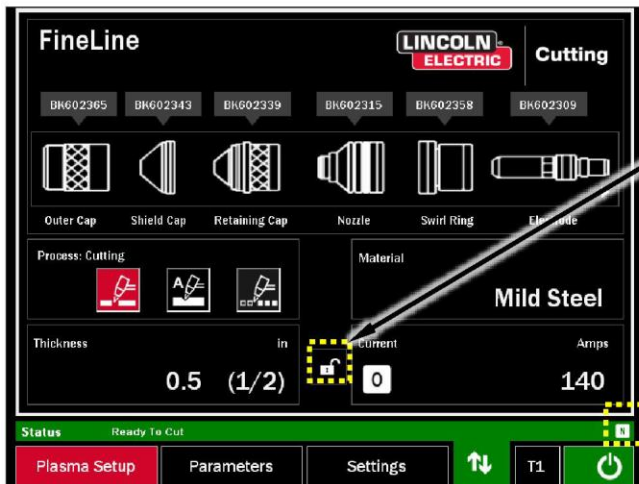 FineLine
LINCOLN ®
ELECTRIC
Cutting
BK602365 BK602343 BK602339 BK602315 BK602358 BK602309
Outer Cap Shield Cap Retaining Cap Nozzle Swirl Ring Electrode
Process: Cutting
A
Material
Mild Steel
Thickness in
0.5 (1/2)
Current Amps
0 140
Status Ready To Cut N
Plasma Setup Parameters Settings T1